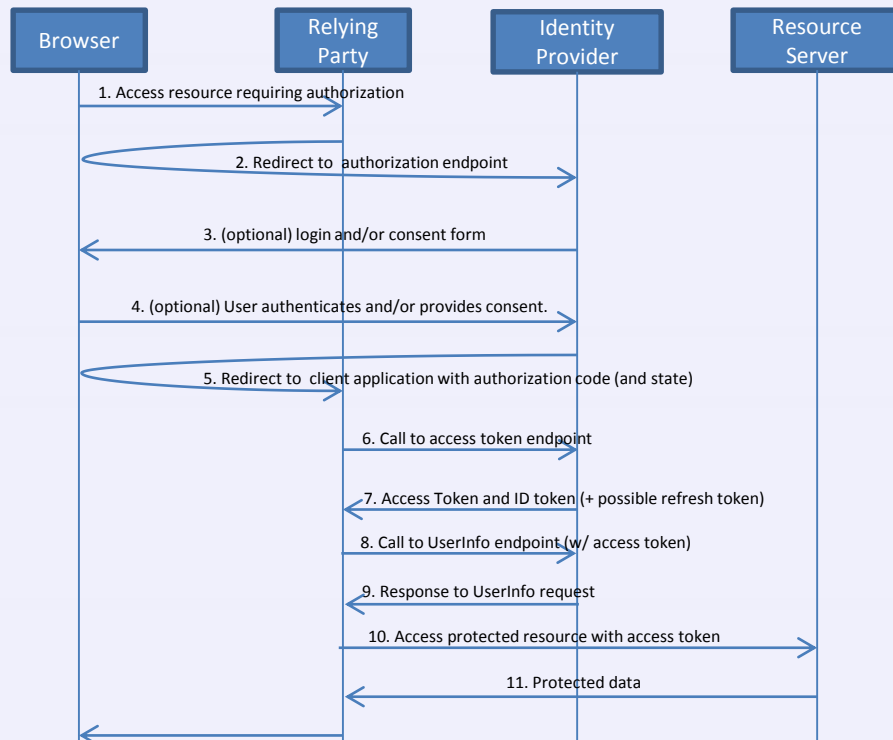 Browser
Relying
Party
Identity
Provider
Resource
Server
1. Access resource requiring authorization
2. Redirect to authorization endpoint
3. (optional) login and/or consent form
4. (optional) User authenticates and/or provides consent.
5. Redirect to client application with authorization code (and state)
6. Call to access token endpoint
7. Access Token and ID token (+ possible refresh token)
8. Call to UserInfo endpoint (w/ access token)
9. Response to UserInfo request
10. Access protected resource with access token
11. Protected data